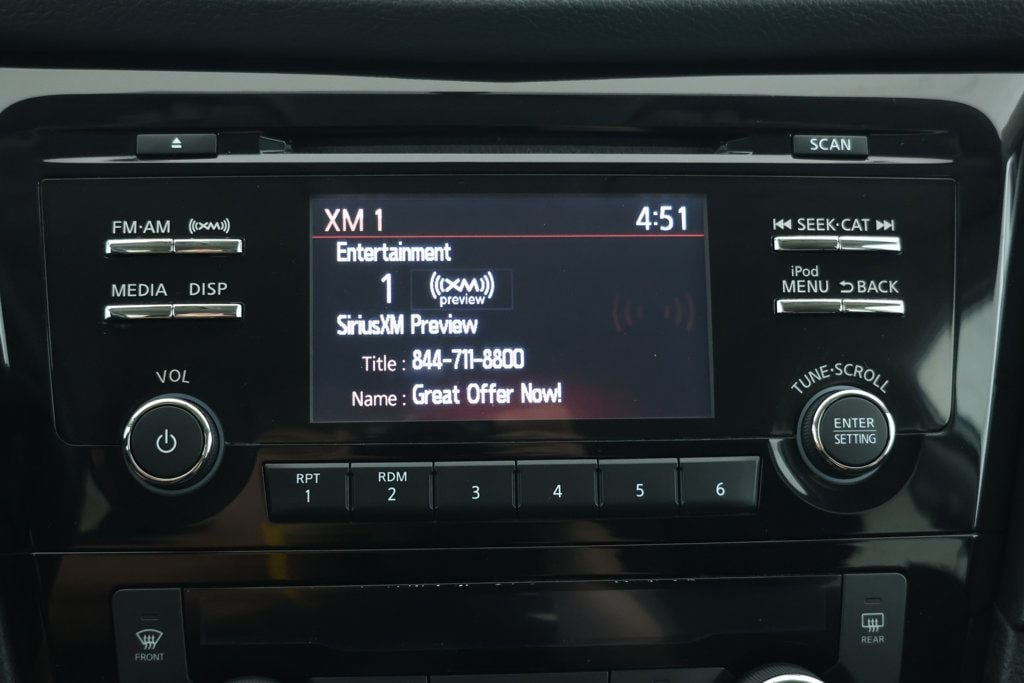 SCAN
FM·AM ((XM))
SEEK·CAT
MEDIA DISP
iPod
MENU BACK
XM 1 4:51
Entertainment
1 ((XM))
preview
SiriusXM Preview
Title : 844-711-8800
Name : Great Offer Now!
VOL
TUNE·SCROLL
ENTER
SETTING
RPT
1
RDM
2
3
4
5
6
FRONT
REAR